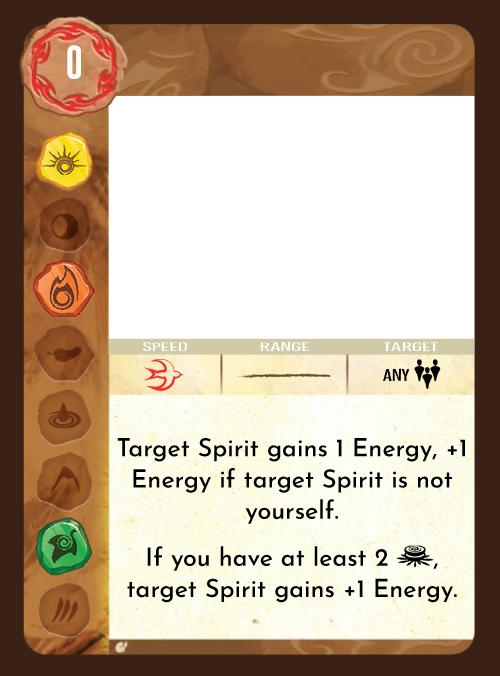 0
SPEED RANGE TARGET
ANY
Target Spirit gains 1 Energy, +1
Energy if target Spirit is not
yourself.
If you have at least 2 ,
target Spirit gains +1 Energy.